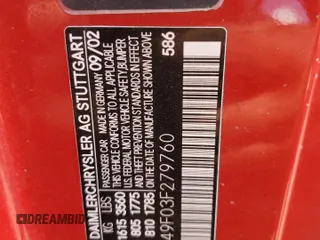 DAIMLERCHRYSLER AG STUTTGART
PASSENGER CAR MADE IN GERMANY 09/02
THIS VEHICLE CONFORMS TO ALL APPLICABLE
U.S. FEDERAL MOTOR VEHICLE SAFETY BUMPER
AND THEFT PREVENTION STANDARDS IN EFFECT
ON THE DATE OF MANUFACTURE SHOWN ABOVE
KG LBS
1615 3560
805 1775
810 1785
586
49F03F279760
DREAMBID